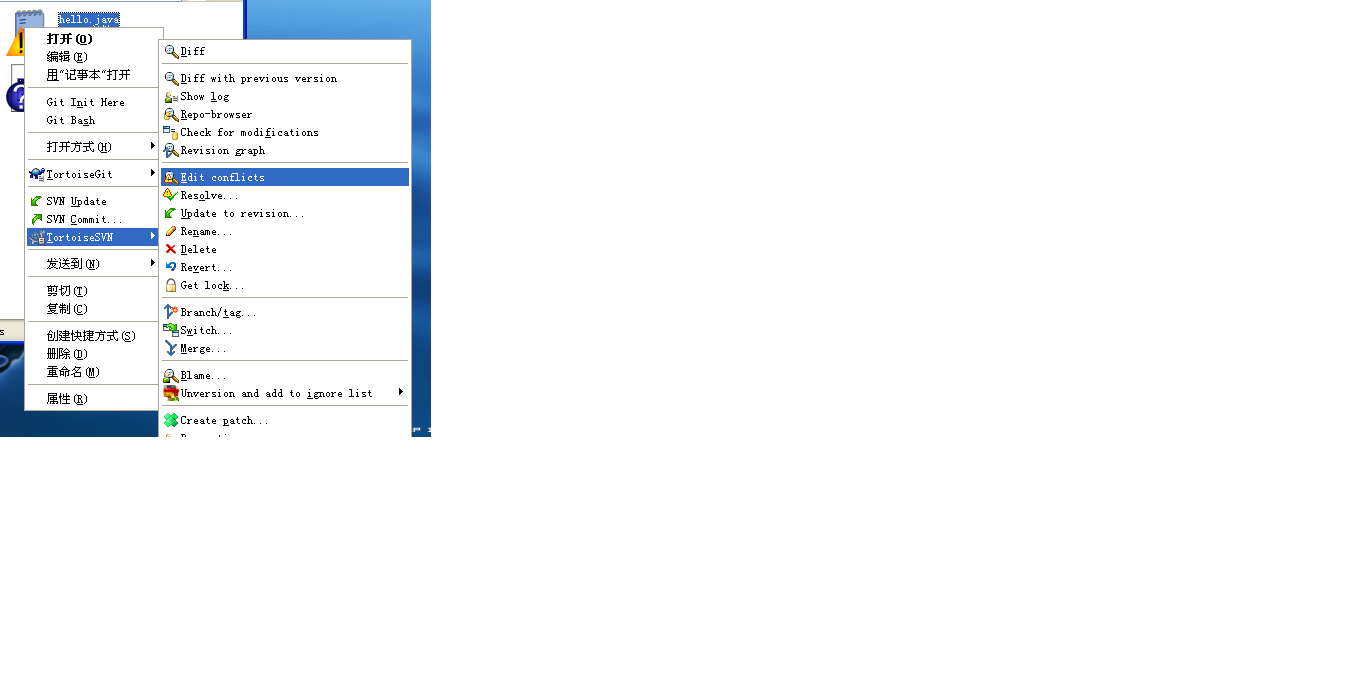 hello.java
打开(O)
编辑(E)
用“记事本”打开
Git Init Here
Git Bash
打开方式(H)
TortoiseGit
SVN Update
SVN Commit...
TortoiseSVN
发送到(N)
剪切(T)
复制(C)
创建快捷方式(S)
删除(D)
重命名(M)
属性(R)
Diff
Diff with previous version
Show log
Repo-browser
Check for modifications
Revision graph
Edit conflicts
Resolve...
Update to revision...
Rename...
Delete
Revert...
Get lock...
Branch/tag...
Switch...
Merge...
Blame...
Unversion and add to ignore list
Create patch...
s